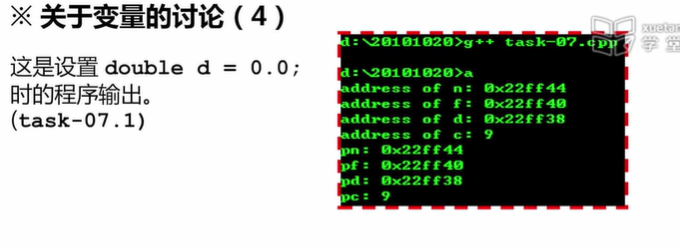 ※ 关于变量的讨论（4）
这是设置 double d = 0.0;
时的程序输出。
(task-07.1)
xuetan
学堂
d:\20101020>g++ task-07.cpp
d:\20101020>a
address of n: 0x22ff44
address of f: 0x22ff40
address of d: 0x22ff38
address of c: 9
pn: 0x22ff44
pf: 0x22ff40
pd: 0x22ff38
pc: 9